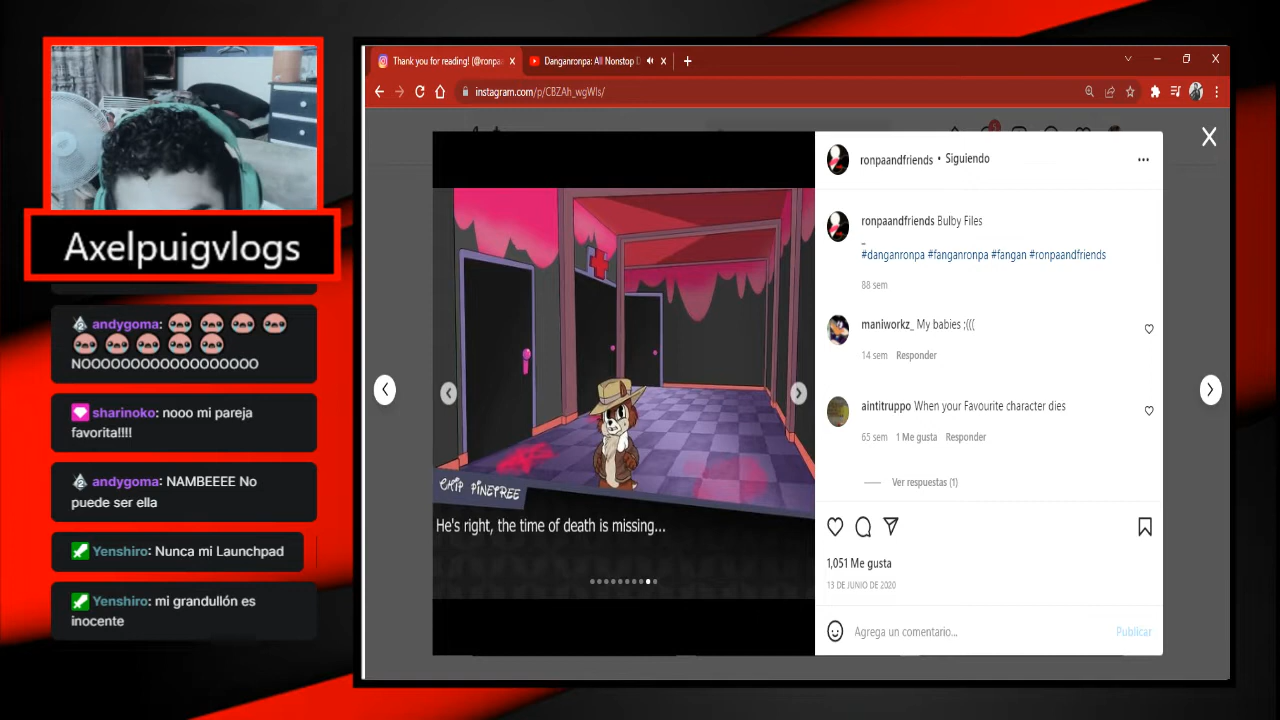 Axelpuigvlogs
andygoma:
NOOOOOOOOOOOOOOOOOO
sharinoko: nooo mi pareja
favorita!!!!
andygoma: NAMBEEEE No
puede ser ella
Yenshiro: Nunca mi Launchpad
Yenshiro: mi grandullón es
inocente
Thank you for reading! (@ronpa
Danganronpa: All Nonstop D
instagram.com/p/CBZAh_wgWIs/
CHIP PINETREE
He's right, the time of death is missing...
ronpaandfriends • Siguiendo
ronpaandfriends Bulby Files
_
#danganronpa #fanganronpa #fangan #ronpaandfriends
88 sem
maniworkz_ My babies ;(((
14 sem Responder
aintitruppo When your Favourite character dies
65 sem 1 Me gusta Responder
Ver respuestas (1)
1,051 Me gusta
13 DE JUNIO DE 2020
Agrega un comentario... Publicar